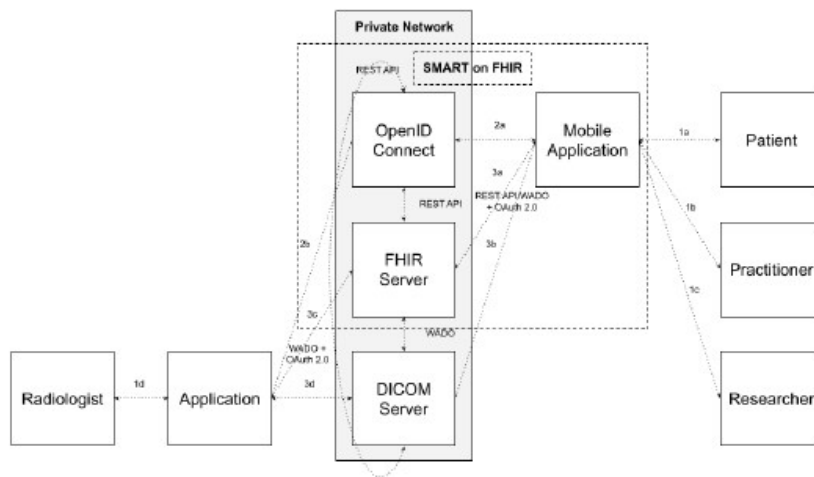 Private Network
SMART on FHIR
REST API
OpenID
Connect
2a
Mobile
Application
1a
Patient
3a
REST API
REST API/WADO
+ OAuth 2.0
1b
2b
FHIR
Server
3b
Practitioner
3c
1c
WADO
WADO +
OAuth 2.0
Radiologist
1d
Application
3d
DICOM
Server
Researcher